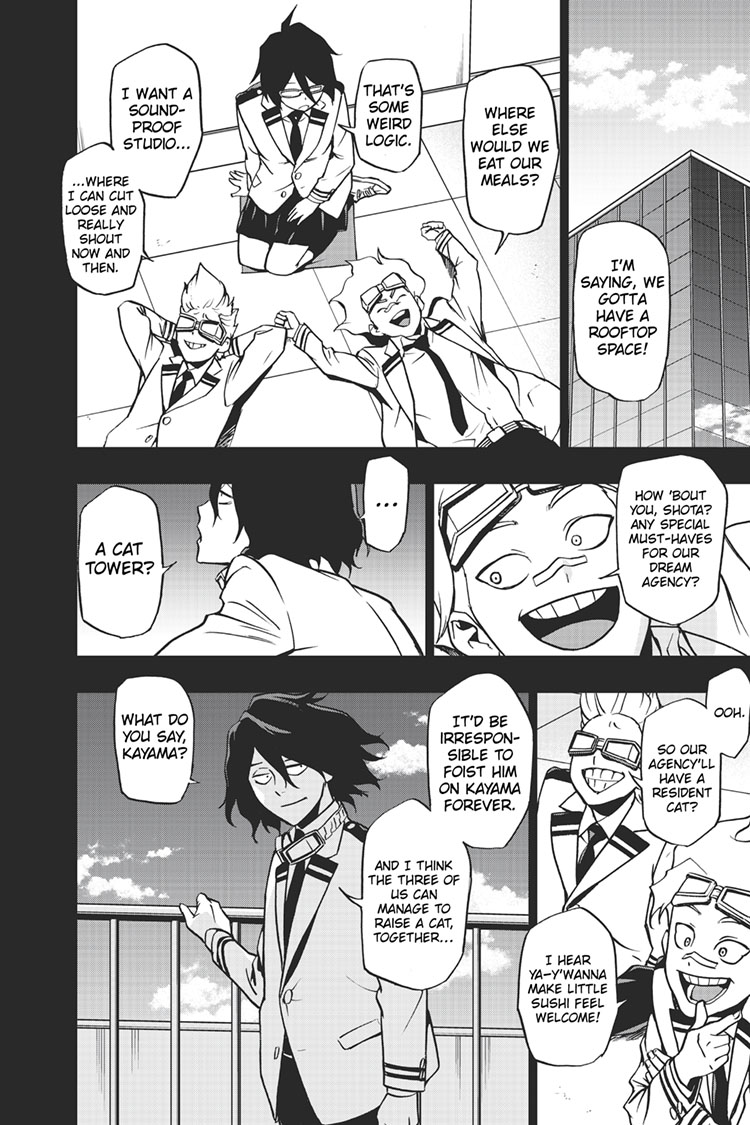 I'M
SAYING, WE
GOTTA
HAVE A
ROOFTOP
SPACE!
WHERE
ELSE
WOULD WE
EAT OUR
MEALS?
THAT'S
SOME
WEIRD
LOGIC.
I WANT A
SOUND-
PROOF
STUDIO...
...WHERE
I CAN CUT
LOOSE AND
REALLY
SHOUT
NOW AND
THEN.
HOW 'BOUT
YOU, SHOTA?
ANY SPECIAL
MUST-HAVES
FOR OUR
DREAM
AGENCY?
...
A CAT
TOWER?
OOH.
SO OUR
AGENCY'LL
HAVE A
RESIDENT
CAT?
I HEAR
YA-Y'WANNA
MAKE LITTLE
SUSHI FEEL
WELCOME!
IT'D BE
IRRESPON-
SIBLE TO
FOIST HIM
ON KAYAMA
FOREVER.
AND I THINK
THE THREE OF
US CAN
MANAGE TO
RAISE A CAT,
TOGETHER...
WHAT DO
YOU SAY,
KAYAMA?